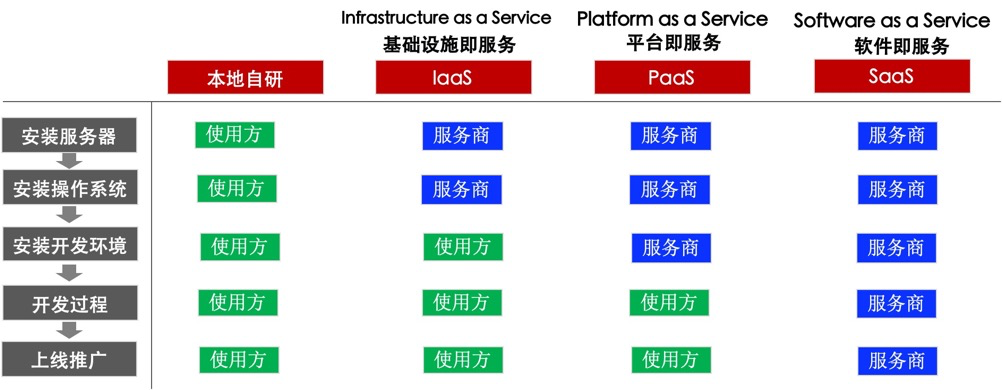 Infrastructure as a Service
基础设施即服务
Platform as a Service
平台即服务
Software as a Service
软件即服务
本地自研
IaaS
PaaS
SaaS
安装服务器
使用方
服务商
服务商
服务商
安装操作系统
使用方
服务商
服务商
服务商
安装开发环境
使用方
使用方
服务商
服务商
开发过程
使用方
使用方
使用方
服务商
上线推广
使用方
使用方
使用方
服务商